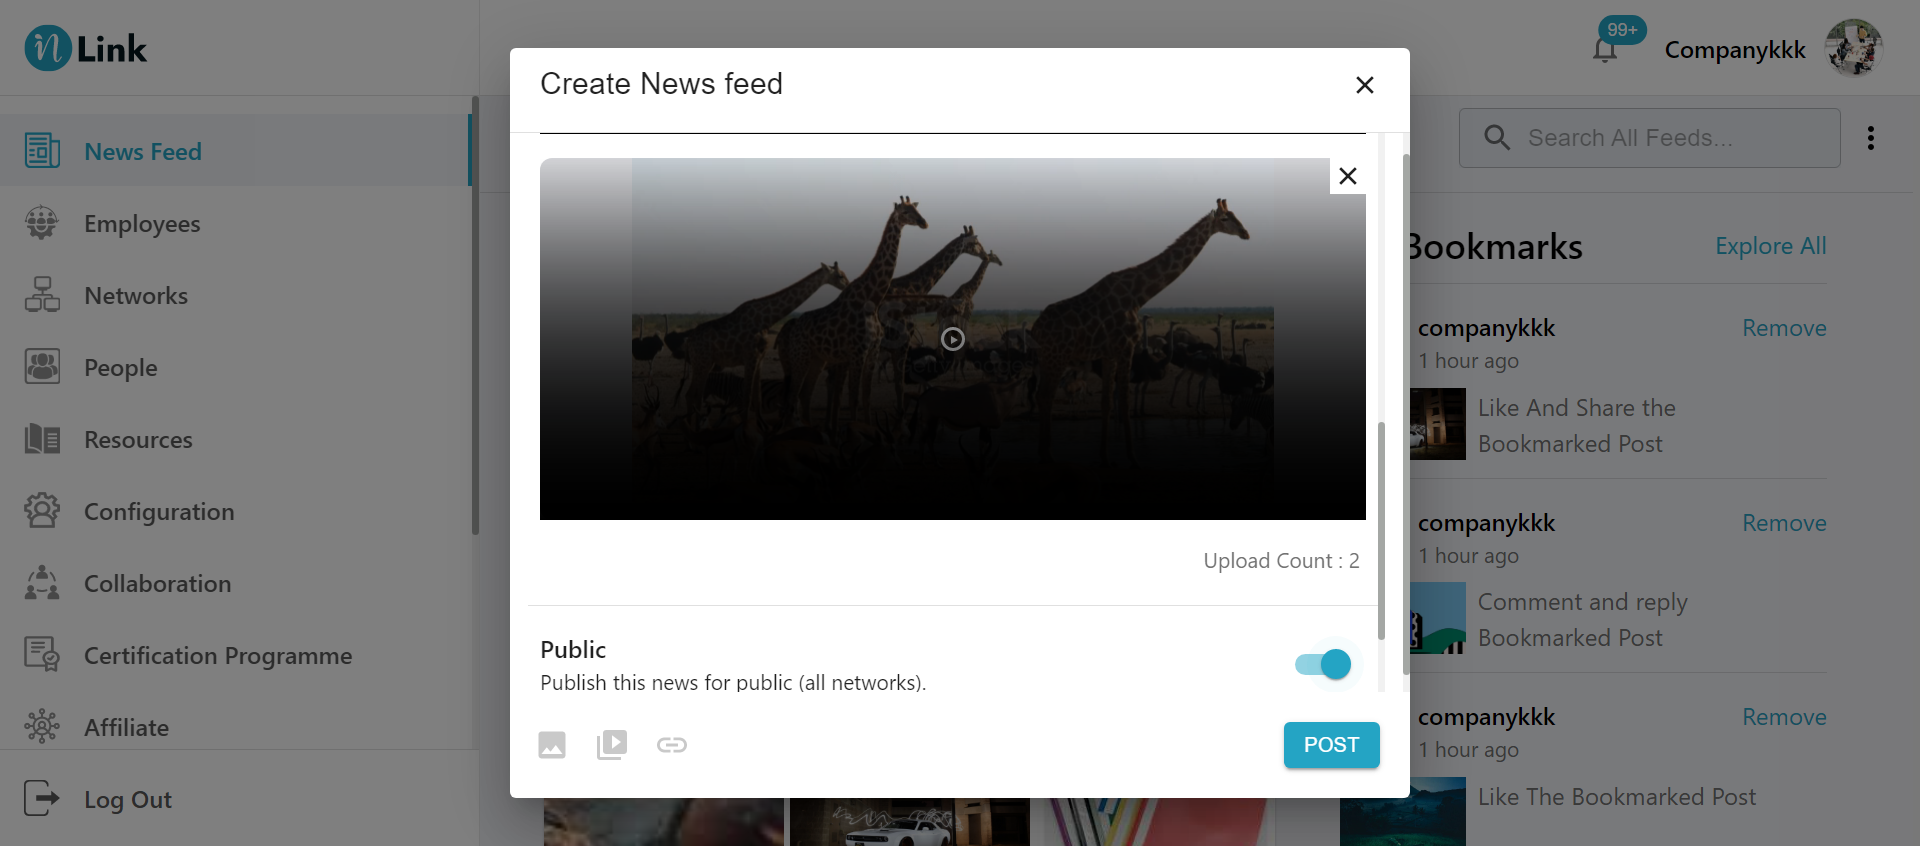 n Link
99+
Companykkk
Create News feed
Search All Feeds...
News Feed
Employees
Networks
People
Resources
Configuration
Collaboration
Certification Programme
Affiliate
Log Out
Upload Count : 2
Public
Publish this news for public (all networks).
POST
Bookmarks
Explore All
companykkk
Remove
1 hour ago
Like And Share the
Bookmarked Post
companykkk
Remove
1 hour ago
Comment and reply
Bookmarked Post
companykkk
Remove
1 hour ago
Like The Bookmarked Post